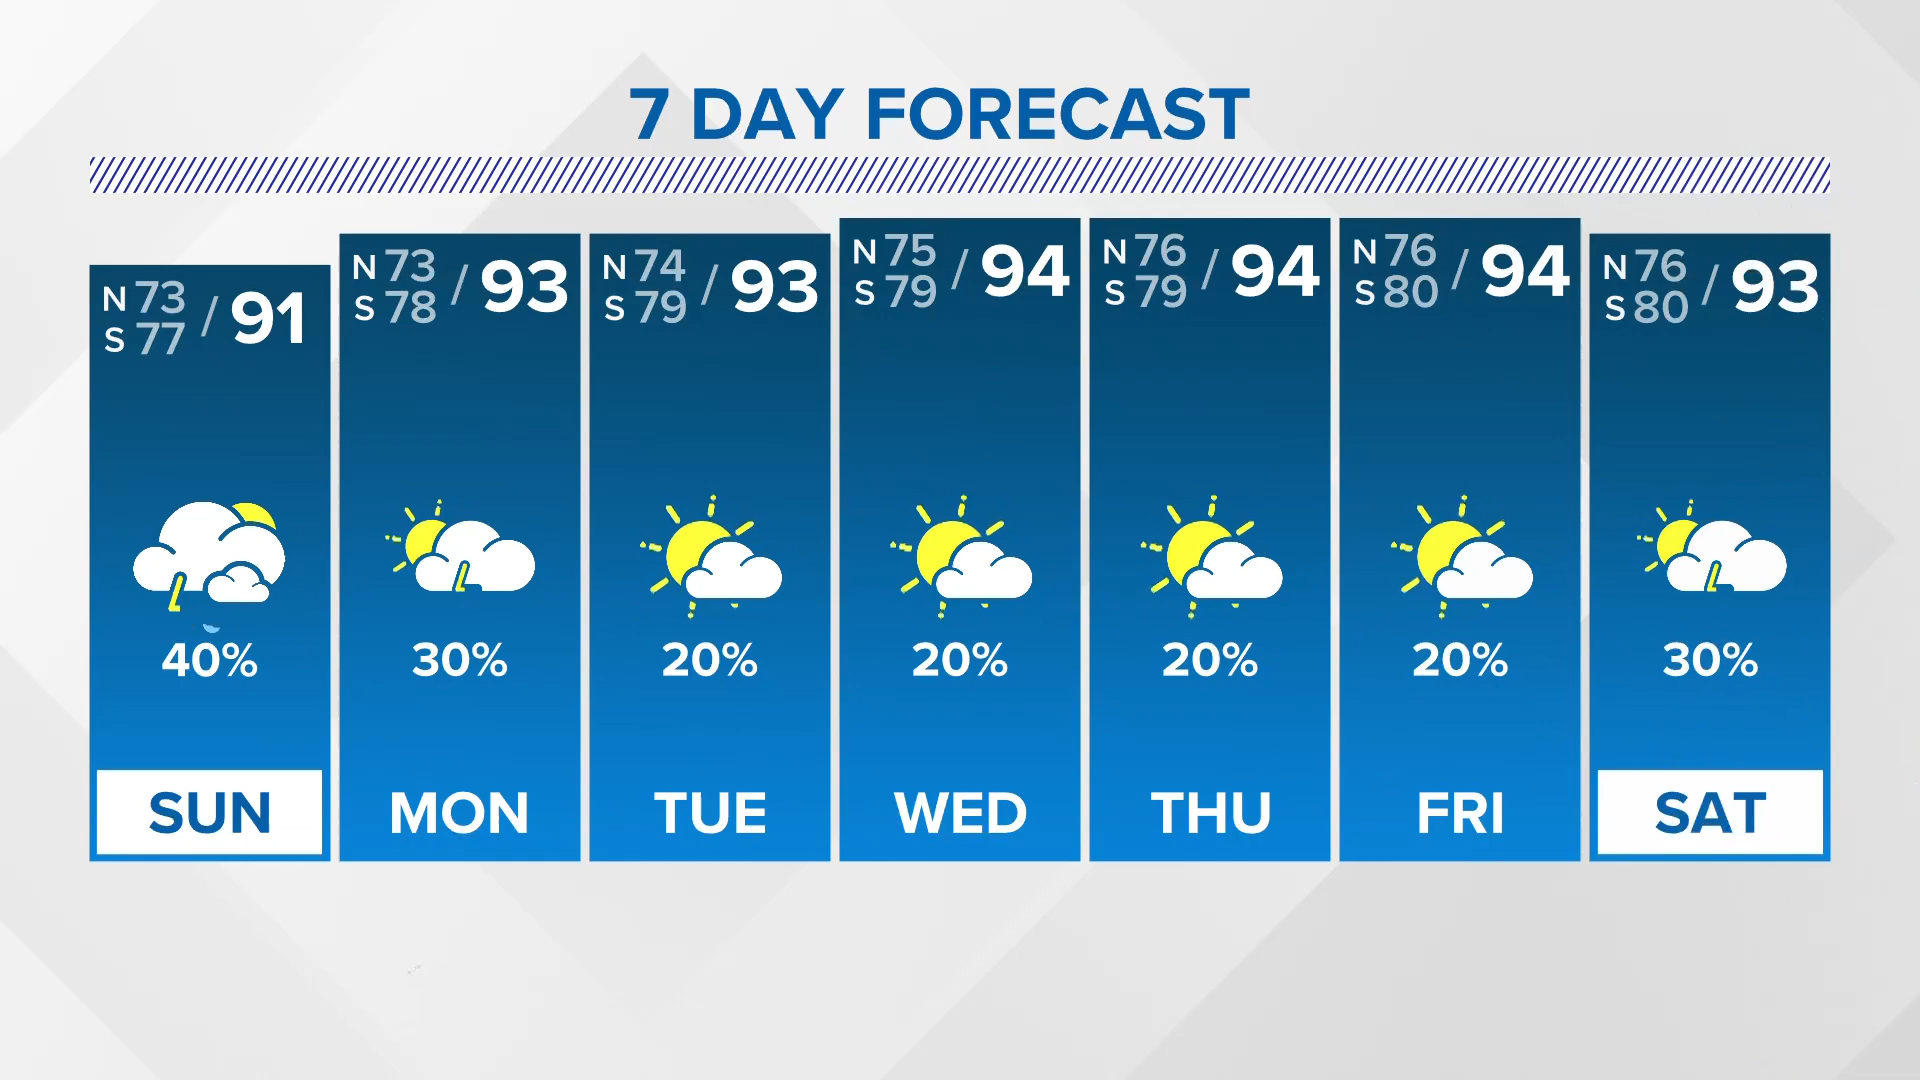 7 DAY FORECAST
N 73 / 91
S 77
40%
SUN
N 73 / 93
S 78
30%
MON
N 74 / 93
S 79
20%
TUE
N 75 / 94
S 79
20%
WED
N 76 / 94
S 79
20%
THU
N 76 / 94
S 80
20%
FRI
N 76 / 93
S 80
30%
SAT